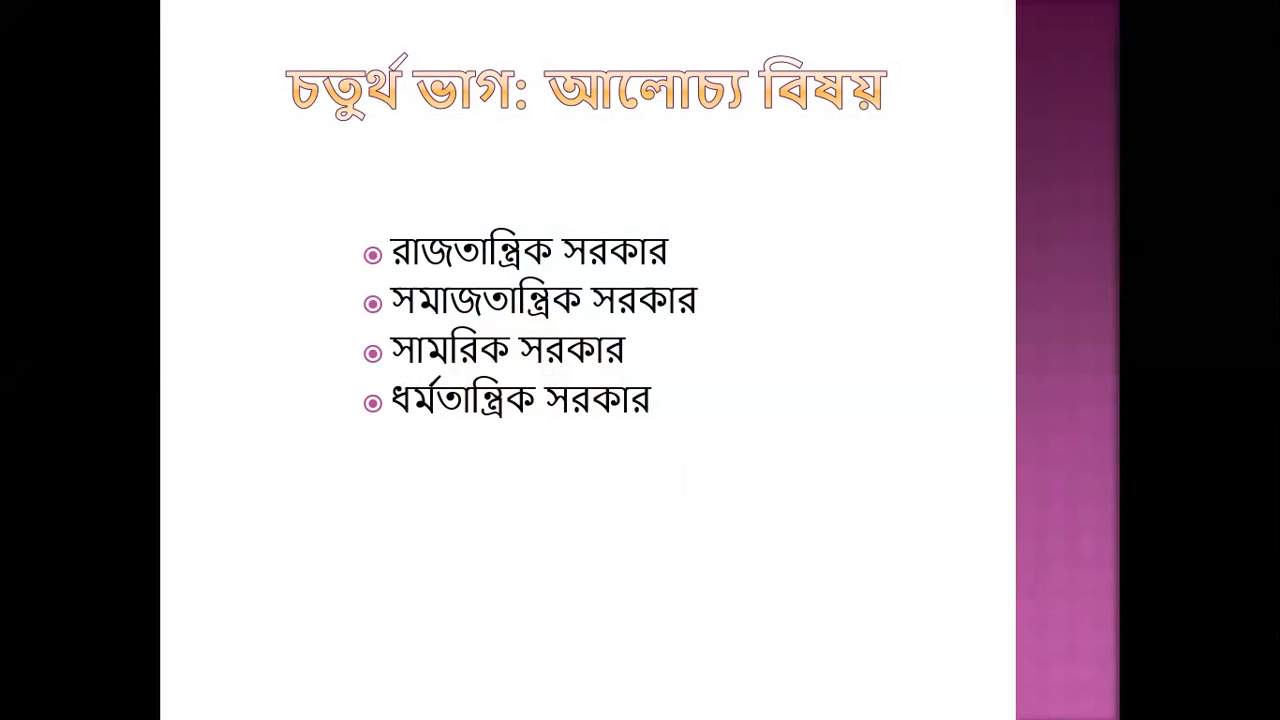 চতুর্থ ভাগ: আলোচ্য বিষয়
রাজতান্ত্রিক সরকার
সমাজতান্ত্রিক সরকার
সামরিক সরকার
ধর্মতান্ত্রিক সরকার